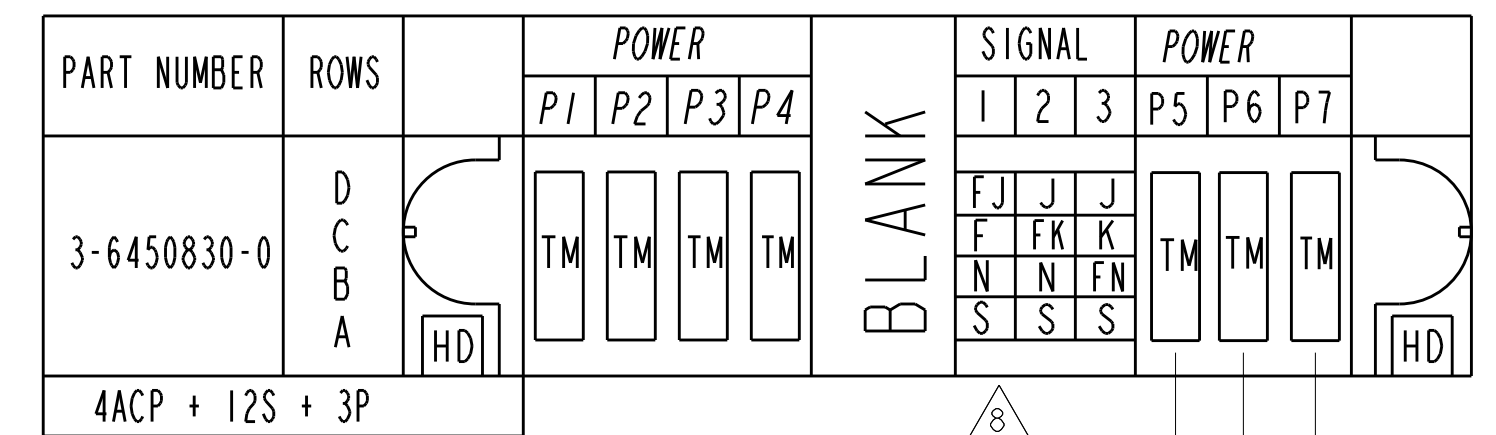 PART NUMBER ROWS POWER SIGNAL POWER
P1 P2 P3 P4 BLANK 1 2 3 P5 P6 P7
3-6450830-0
D FJ J J
C F FK K
B N N FN
A S S S
TM TM TM TM TM TM TM
HD HD
4ACP + 12S + 3P
8